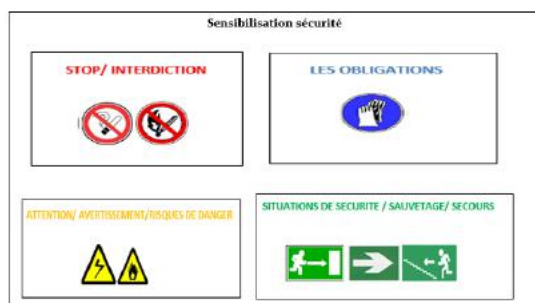 Sensibilisation sécurité
STOP/ INTERDICTION
LES OBLIGATIONS
ATTENTION/ AVERTISSEMENT/RISQUES DE DANGER
SITUATIONS DE SECURITE / SAUVETAGE/ SECOURS